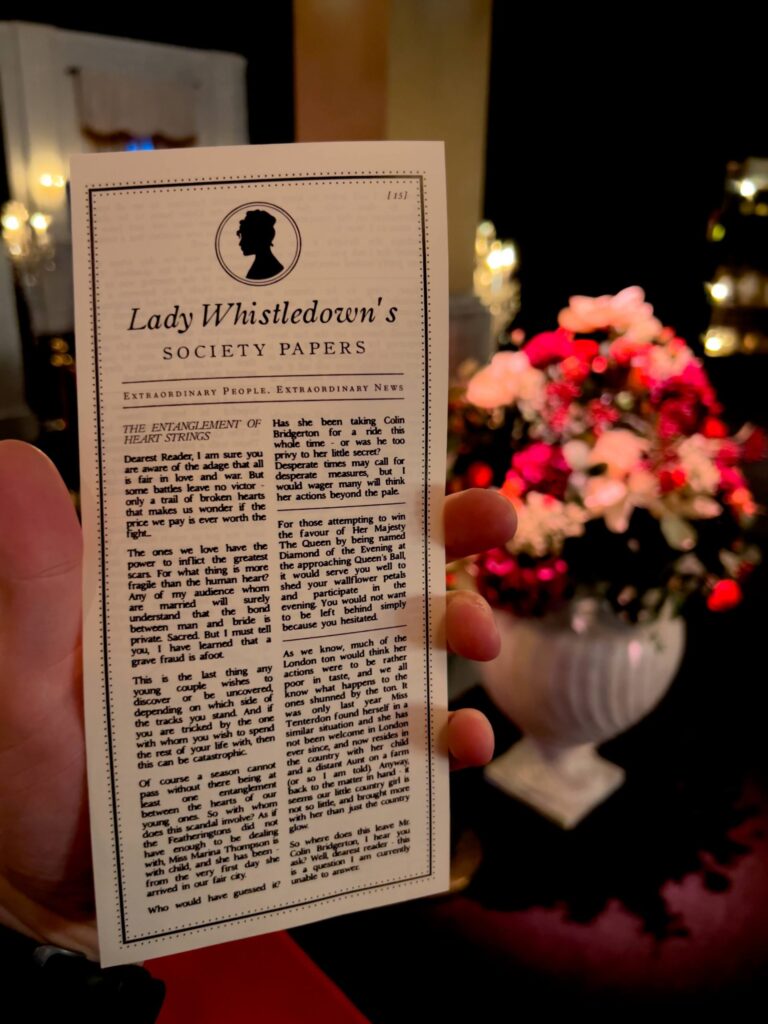 [15]
Lady Whistledown's
SOCIETY PAPERS
EXTRAORDINARY PEOPLE. EXTRAORDINARY NEWS
THE ENTANGLEMENT OF
HEART STRINGS
Dearest Reader, I am sure you
are aware of the adage that all
is fair in love and war. But
some battles leave no victor -
only a trail of broken hearts
that makes us wonder if the
price we pay is ever worth the
fight...
The ones we love have the
power to inflict the greatest
scars. For what thing is more
fragile than the human heart?
Any of my audience whom
are married will surely
understand that the bond
between man and bride is
private. Sacred. But I must tell
you, I have learned that a
grave fraud is afoot.
This is the last thing any
young couple wishes to
discover or be uncovered,
depending on which side of
the tracks you stand. And if
you are tricked by the one
with whom you wish to spend
the rest of your life with, then
this can be catastrophic.
Of course a season cannot
pass without there being at
least one entanglement
between the hearts of our
young ones. So with whom
does this scandal involve? As if
the Featheringtons did not
have enough to be dealing
with, Miss Marina Thompson is
with child, and she has been -
from the very first day she
arrived in our fair city.
Who would have guessed it?
Has she been taking Colin
Bridgerton for a ride this
whole time - or was he too
privy to her little secret?
Desperate times may call for
desperate measures, but I
would wager many will think
her actions beyond the pale.
For those attempting to win
the favour of Her Majesty
The Queen by being named
Diamond of the Evening at
the approaching Queen's Ball,
it would serve you well to
shed your wallflower petals
and participate in the
evening. You would not want
to be left behind simply
because you hesitated.
As we know, much of the
London ton would think her
actions were to be rather
poor in taste, and we all
know what happens to the
ones shunned by the ton. It
was only last year Miss
Tenterdon found herself in a
similar situation and she has
not been welcome in London
ever since, and now resides in
the country with her child
and a distant Aunt on a farm
(or so I am told). Anyway,
back to the matter in hand - it
seems our little country girl is
not so little, and brought more
with her than just the country
glow.
So where does this leave Mr.
Colin Bridgerton, I hear you
ask? Well, dearest reader - this
is a question I am currently
unable to answer.